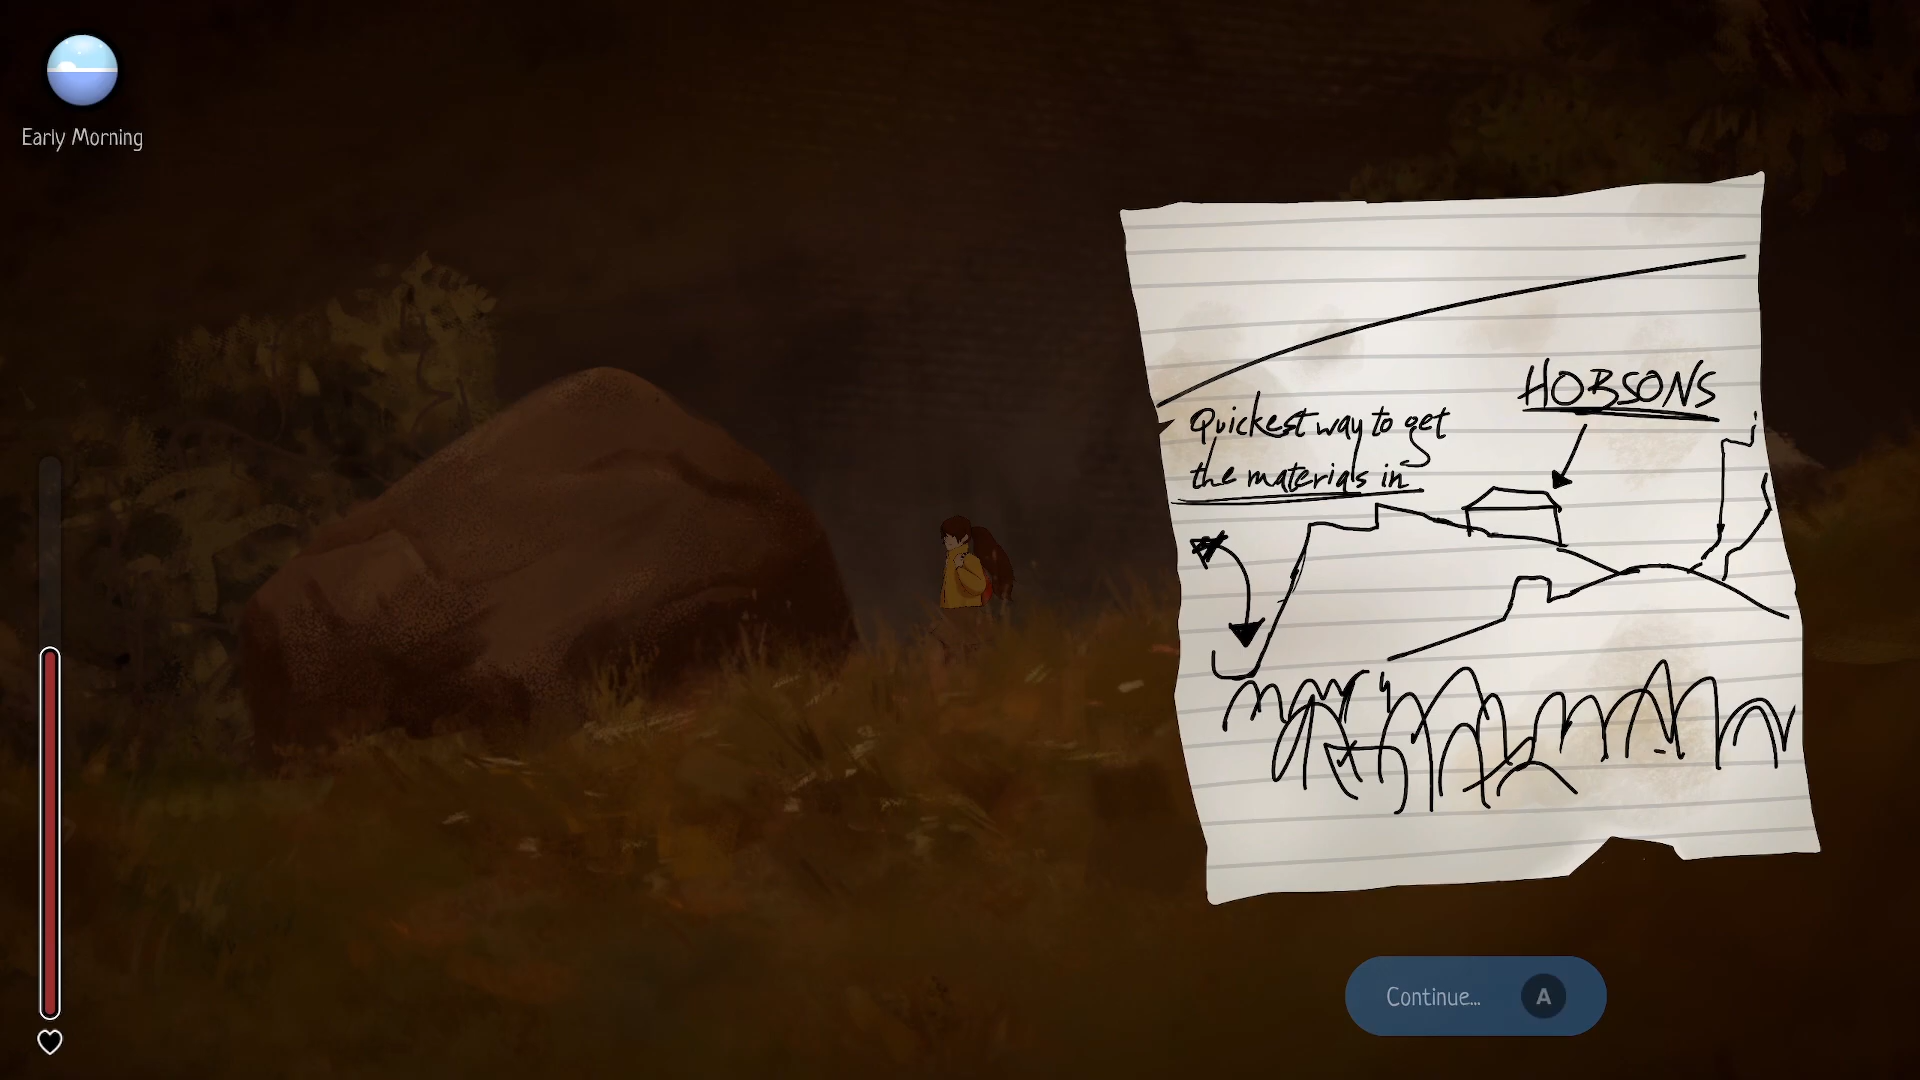 Early Morning
HOBSONS
Quickest way to get
the materials in
Continue...
A